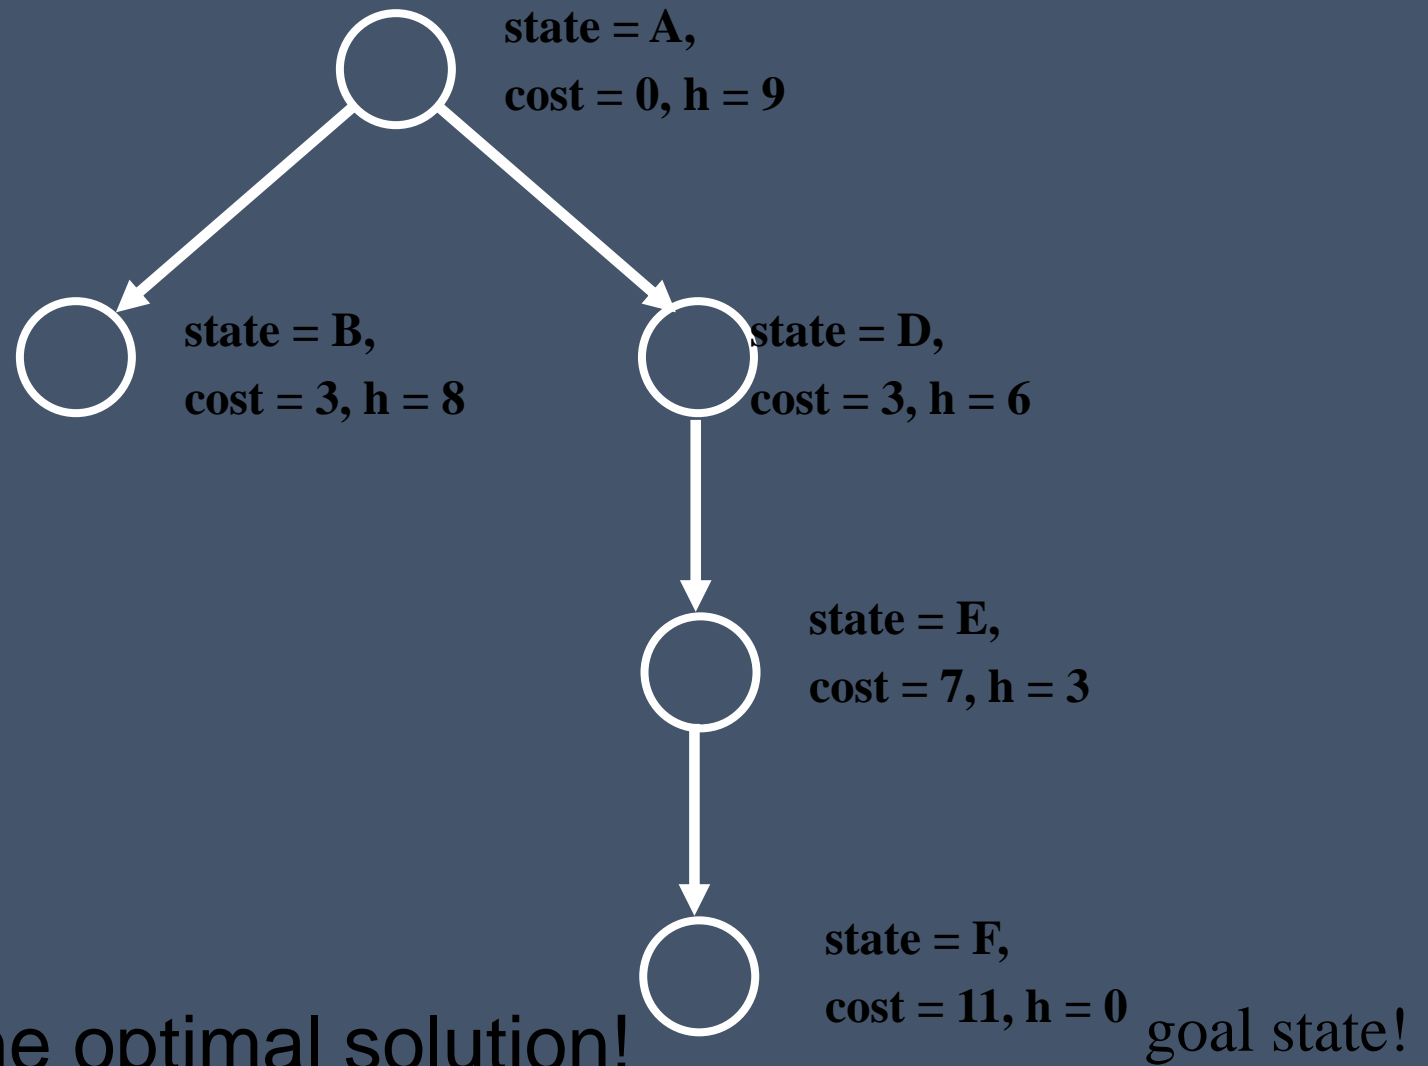 state = A,
cost = 0, h = 9
state = B,
cost = 3, h = 8
state = D,
cost = 3, h = 6
state = E,
cost = 7, h = 3
state = F,
cost = 11, h = 0
goal state!
optimal solution!